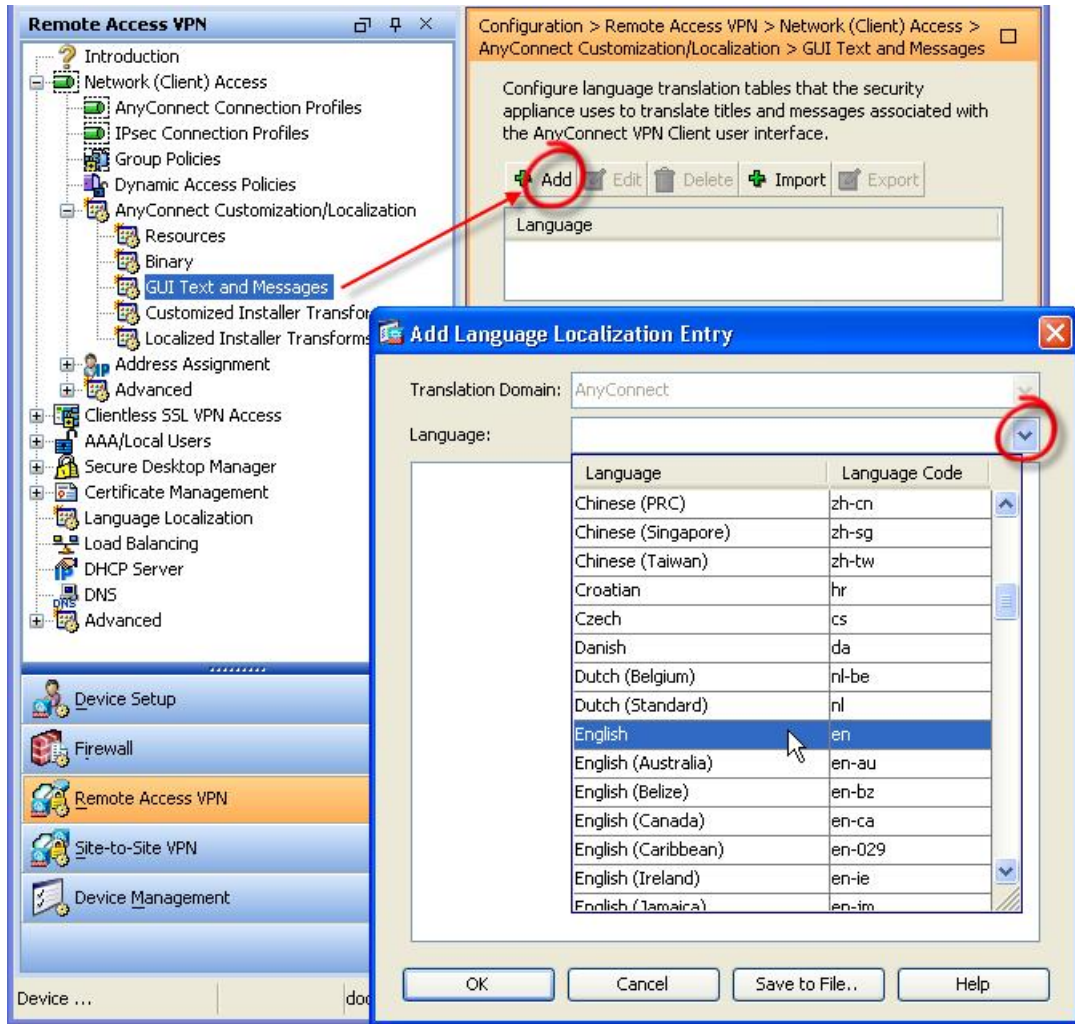 Remote Access VPN
Introduction
Network (Client) Access
AnyConnect Connection Profiles
IPsec Connection Profiles
Group Policies
Dynamic Access Policies
AnyConnect Customization/Localization
Resources
Binary
GUI Text and Messages
Customized Installer Transfor
Localized Installer Transforms
Address Assignment
Advanced
Clientless SSL VPN Access
AAA/Local Users
Secure Desktop Manager
Certificate Management
Language Localization
Load Balancing
DHCP Server
DNS
Advanced
Device Setup
Firewall
Remote Access VPN
Site-to-Site VPN
Device Management
Device ...
doc
Configuration > Remote Access VPN > Network (Client) Access >
AnyConnect Customization/Localization > GUI Text and Messages
Configure language translation tables that the security
appliance uses to translate titles and messages associated with
the AnyConnect VPN Client user interface.
Add Edit Delete Import Export
Language
Add Language Localization Entry
Translation Domain: AnyConnect
Language:
Language Language Code
Chinese (PRC) zh-cn
Chinese (Singapore) zh-sg
Chinese (Taiwan) zh-tw
Croatian hr
Czech cs
Danish da
Dutch (Belgium) nl-be
Dutch (Standard) nl
English en
English (Australia) en-au
English (Belize) en-bz
English (Canada) en-ca
English (Caribbean) en-029
English (Ireland) en-ie
English (Jamaica) en-jm
OK Cancel Save to File.. Help